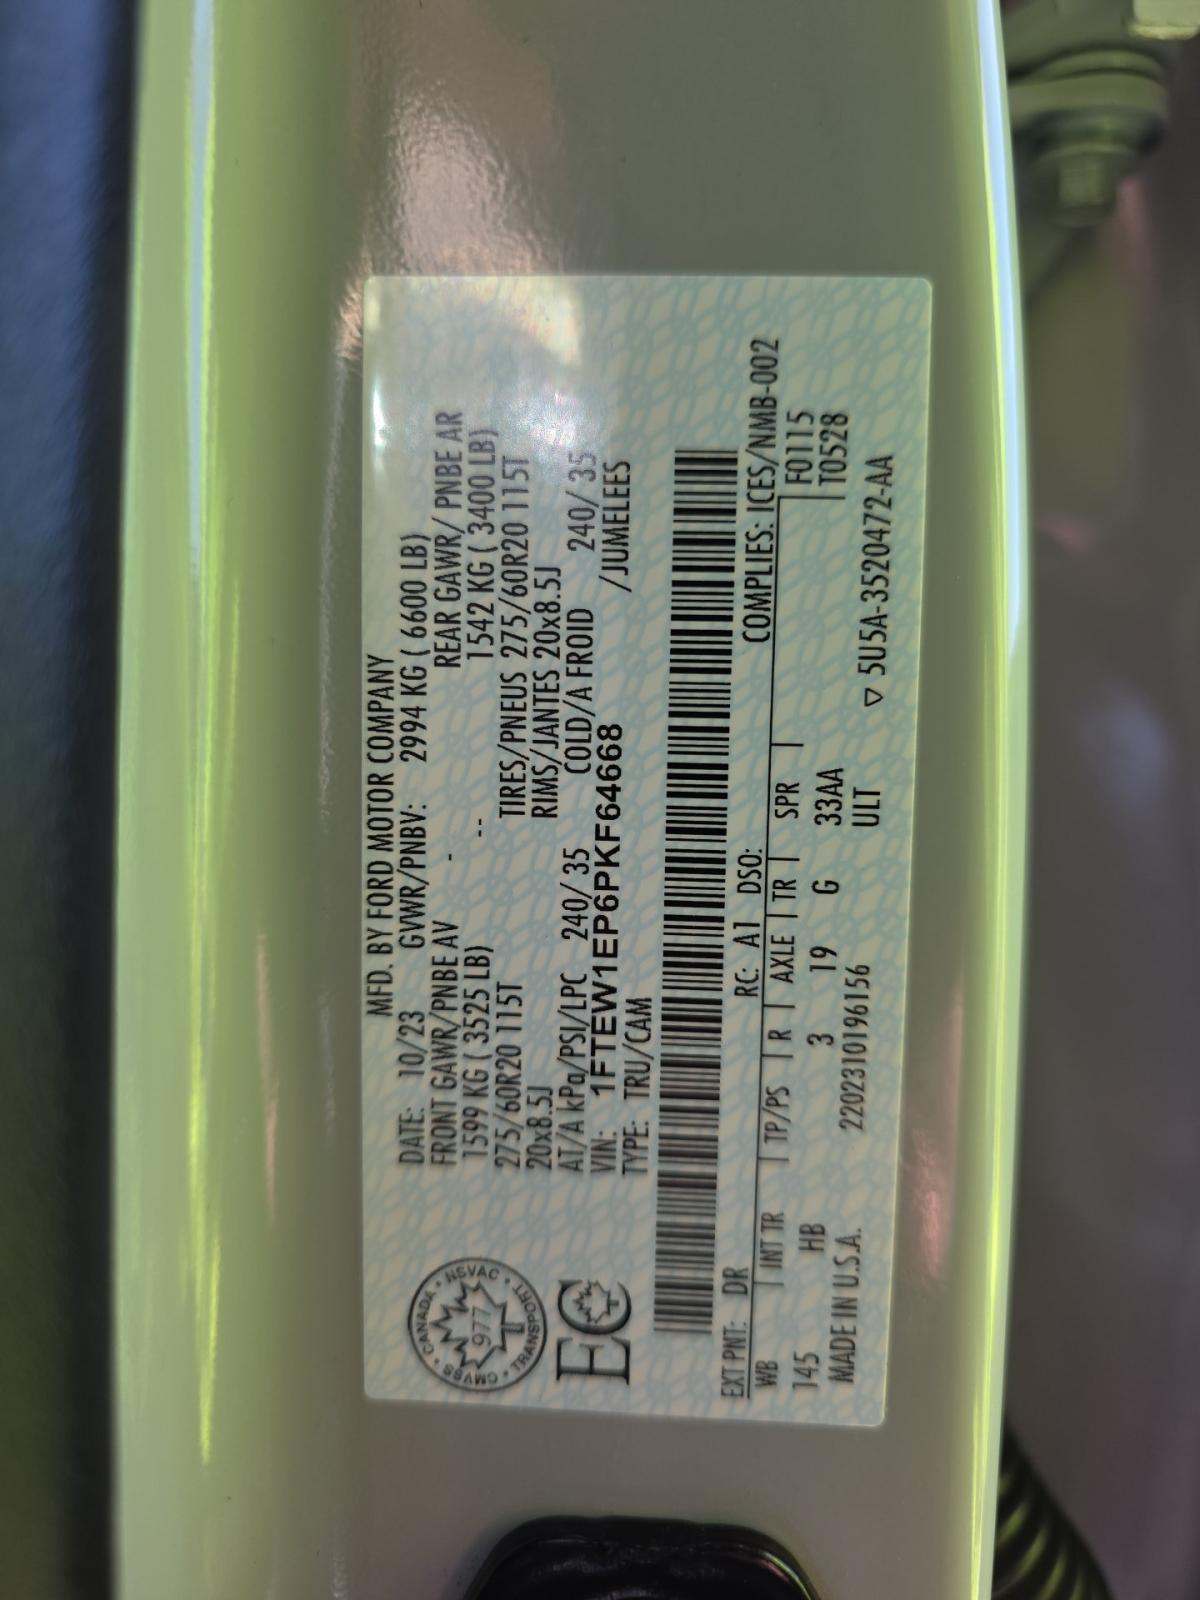 MFD. BY FORD MOTOR COMPANY
DATE: 10/23 GVWR/PNBV: 2994 KG ( 6600 LB)
FRONT GAWR/PNBE AV - REAR GAWR/ PNBE AR
1599 KG ( 3525 LB) -- 1542 KG ( 3400 LB)
275/60R20 115T TIRES/PNEUS 275/60R20 115T
20x8.5J RIMS/JANTES 20x8.5J
AT/A kPa/PSI/LPC 240/ 35 COLD/A FROID 240/ 35
VIN: 1FTEW1EP6PKF64668 /JUMELEES
TYPE: TRU/CAM
CANADA • NSVAC • TRANSPORT • CMVSS •
977
EC
RC: A1 DSO: COMPLIES: ICES/NMB-002
EXT PNT: DR F0115
WB | INT TR | TP/PS | R | AXLE | TR | SPR | T0528
145 HB 3 19 G 33AA
MADE IN U.S.A. 220231019615​6 ULT ▽ 5U5A-3520472-AA